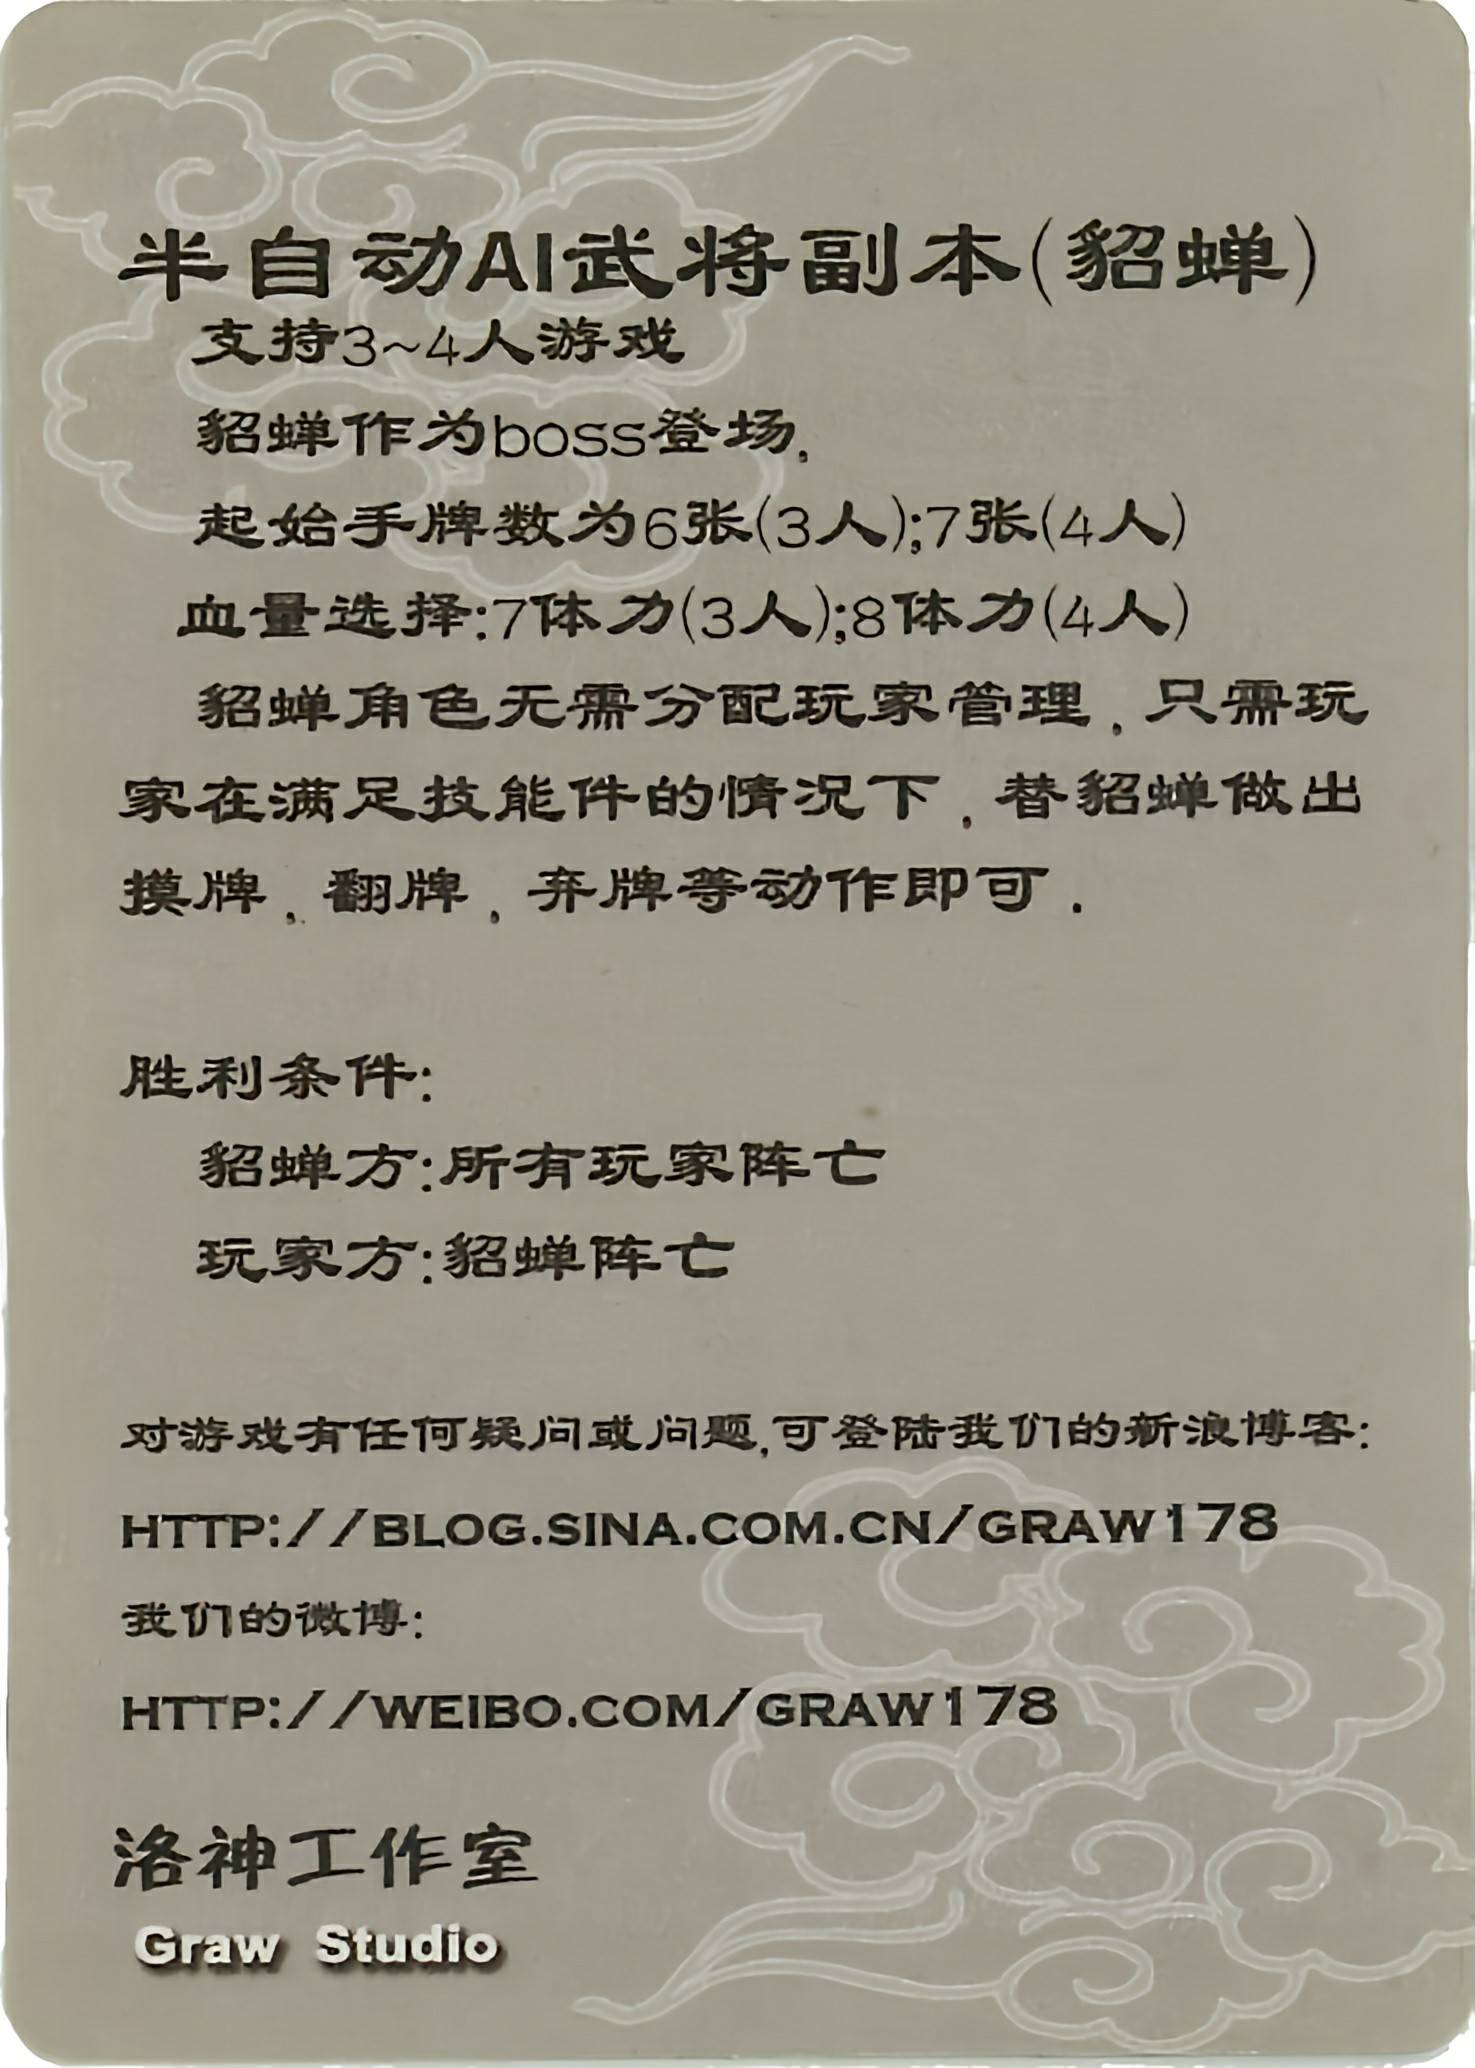 半自动AI武将副本(貂蝉)
支持3~4人游戏
貂蝉作为boss登场,
起始手牌数为6张(3人);7张(4人)
血量选择:7体力(3人);8体力(4人)
貂蝉角色无需分配玩家管理,只需玩
家在满足技能件的情况下,替貂蝉做出
摸牌,翻牌,弃牌等动作即可.
胜利条件:
貂蝉方:所有玩家阵亡
玩家方:貂蝉阵亡
对游戏有任何疑问或问题,可登陆我们的新浪博客:
HTTP://BLOG.SINA.COM.CN/GRAW178
我们的微博:
HTTP://WEIBO.COM/GRAW178
洛神工作室
Graw Studio